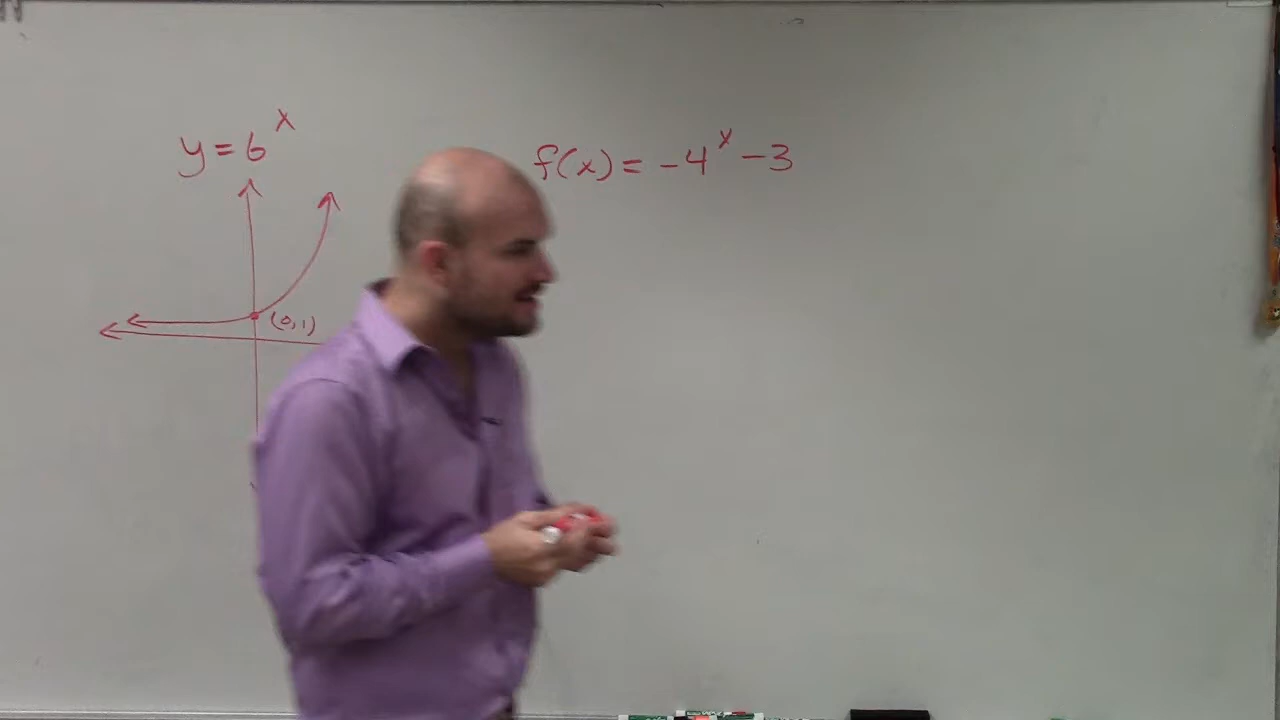 y = 6^x
f(x) = -4^x - 3
(0,1)